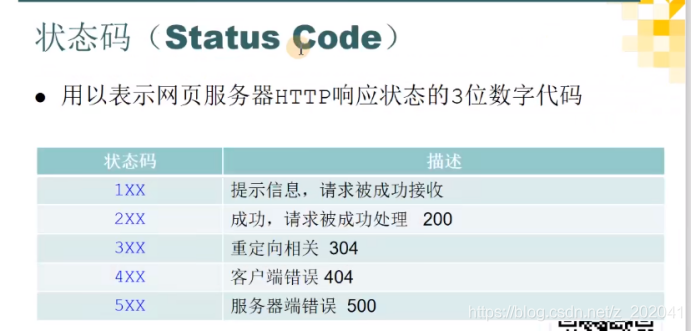 状态码（Status Code）
● 用以表示网页服务器HTTP响应状态的3位数字代码
状态码 描述
1XX 提示信息，请求被成功接收
2XX 成功，请求被成功处理 200
3XX 重定向相关 304
4XX 客户端错误 404
5XX 服务器端错误 500
https://blog.csdn.net/z_202041